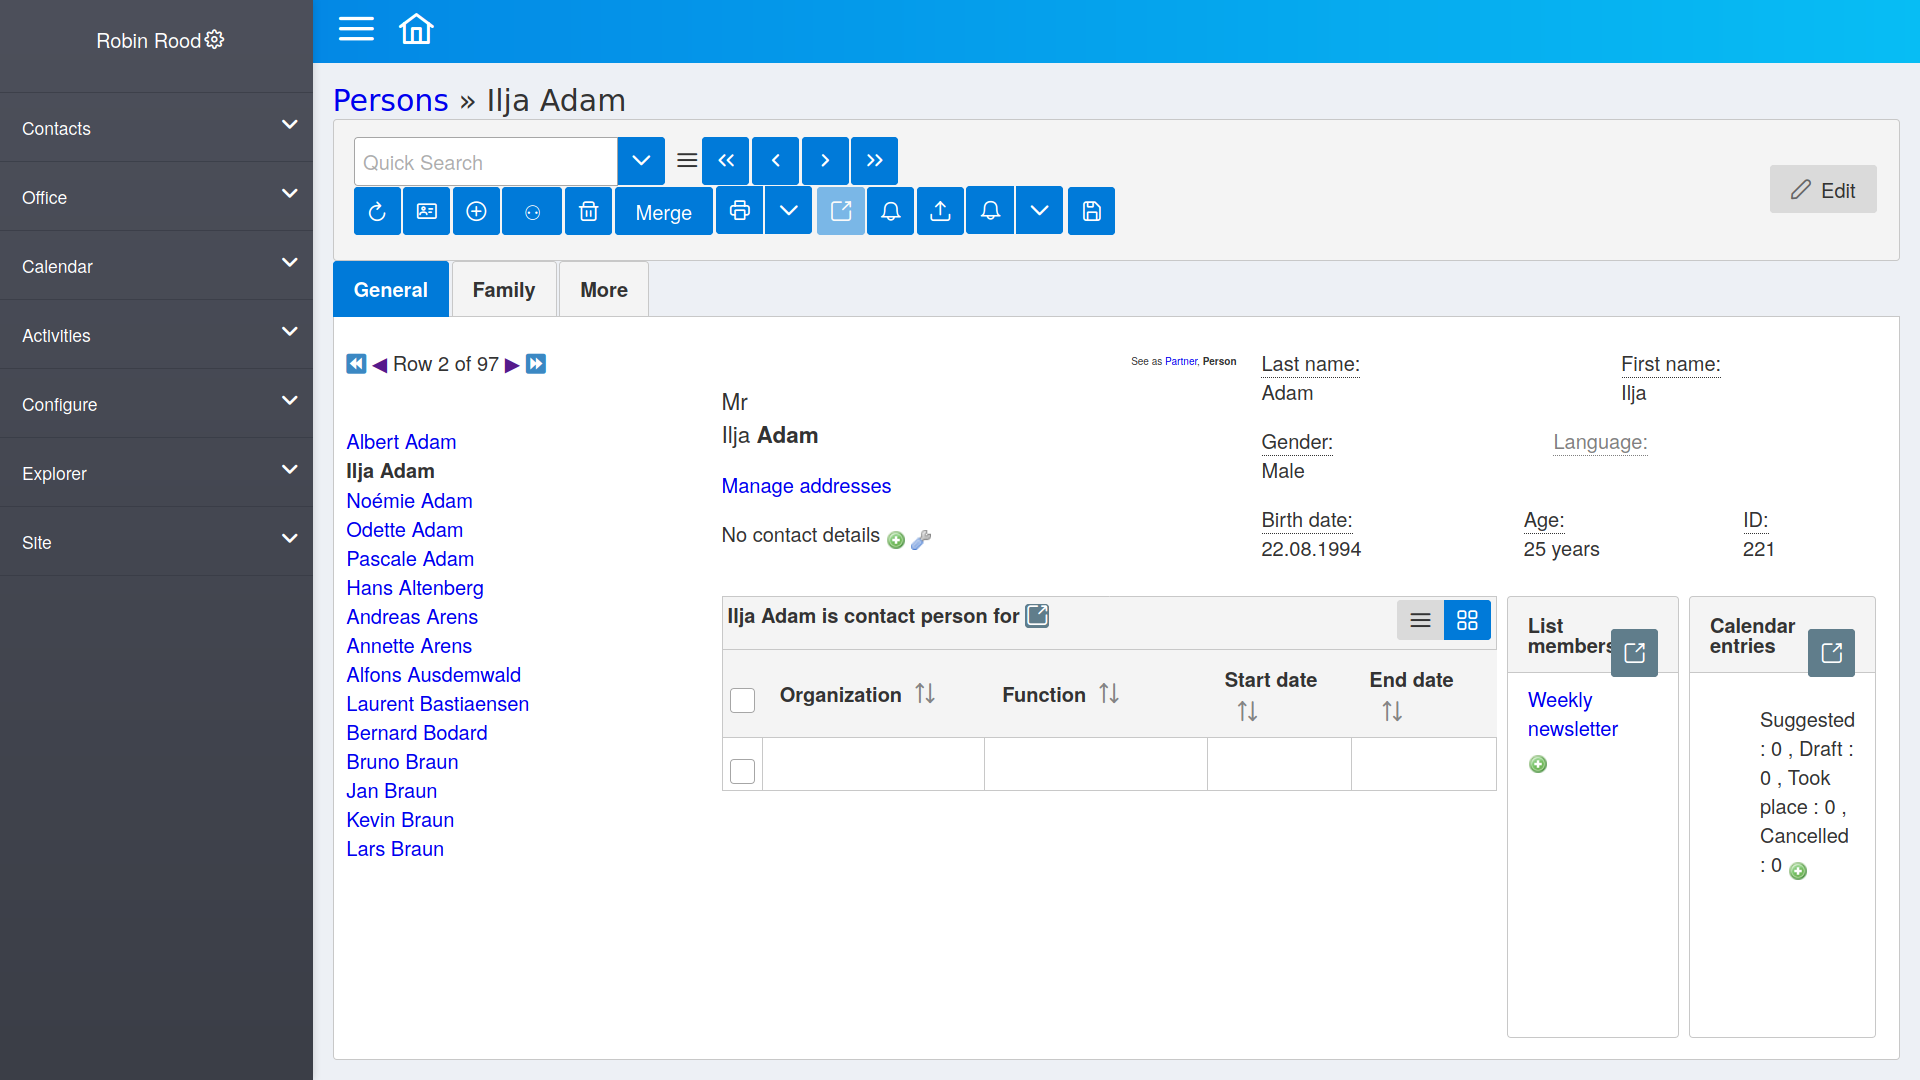 Robin Rood
Contacts
Office
Calendar
Activities
Configure
Explorer
Site
Persons » Ilja Adam
Quick Search
Merge
Edit
General
Family
More
Row 2 of 97
Albert Adam
Ilja Adam
Noémie Adam
Odette Adam
Pascale Adam
Hans Altenberg
Andreas Arens
Annette Arens
Alfons Ausdemwald
Laurent Bastiaensen
Bernard Bodard
Bruno Braun
Jan Braun
Kevin Braun
Lars Braun
See as Partner, Person
Mr
Ilja Adam
Manage addresses
No contact details
Last name:
Adam
First name:
Ilja
Gender:
Male
Language:
Birth date:
22.08.1994
Age:
25 years
ID:
221
Ilja Adam is contact person for
Organization
Function
Start date
End date
List
members
Weekly
newsletter
Calendar
entries
Suggested
: 0 , Draft :
0 , Took
place : 0 ,
Cancelled
: 0